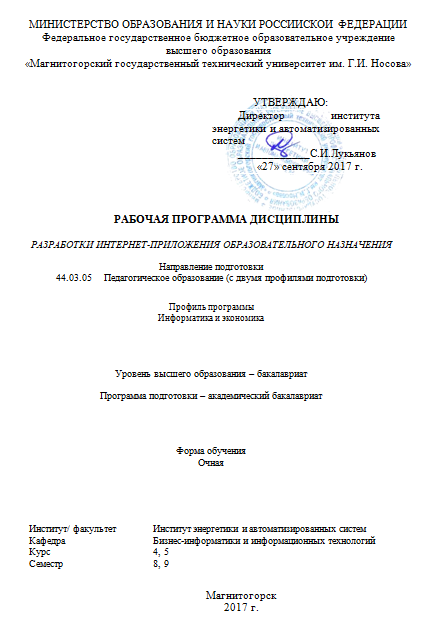 МИНИСТЕРСТВО ОБРАЗОВАНИЯ И НАУКИ РОССИИСКОИ ФЕДЕРАЦИИ
Федеральное государственное бюджетное образовательное учреждение
высшего образования
«Магнитогорский государственный технический университет им. Г.И. Носова»
УТВЕРЖДАЮ:
Директор института
энергетики и автоматизированных
систем
С.И.Лукьянов
«27» сентября 2017 г.
РАБОЧАЯ ПРОГРАММА ДИСЦИПЛИНЫ
РАЗРАБОТКИ ИНТЕРНЕТ-ПРИЛОЖЕНИЯ ОБРАЗОВАТЕЛЬНОГО НАЗНАЧЕНИЯ
Направление подготовки
44.03.05 Педагогическое образование (с двумя профилями подготовки)
Профиль программы
Информатика и экономика
Уровень высшего образования – бакалавриат
Программа подготовки – академический бакалавриат
Форма обучения
Очная
Институт/ факультет Институт энергетики и автоматизированных систем
Кафедра Бизнес-информатики и информационных технологий
Курс 4, 5
Семестр 8, 9
Магнитогорск
2017 г.